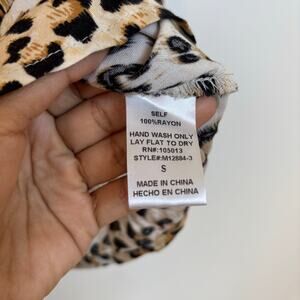 SELF
100%RAYON
HAND WASH ONLY
LAY FLAT TO DRY
RN#:105013
STYLE#:M12884-3
S
MADE IN CHINA
HECHO EN CHINA